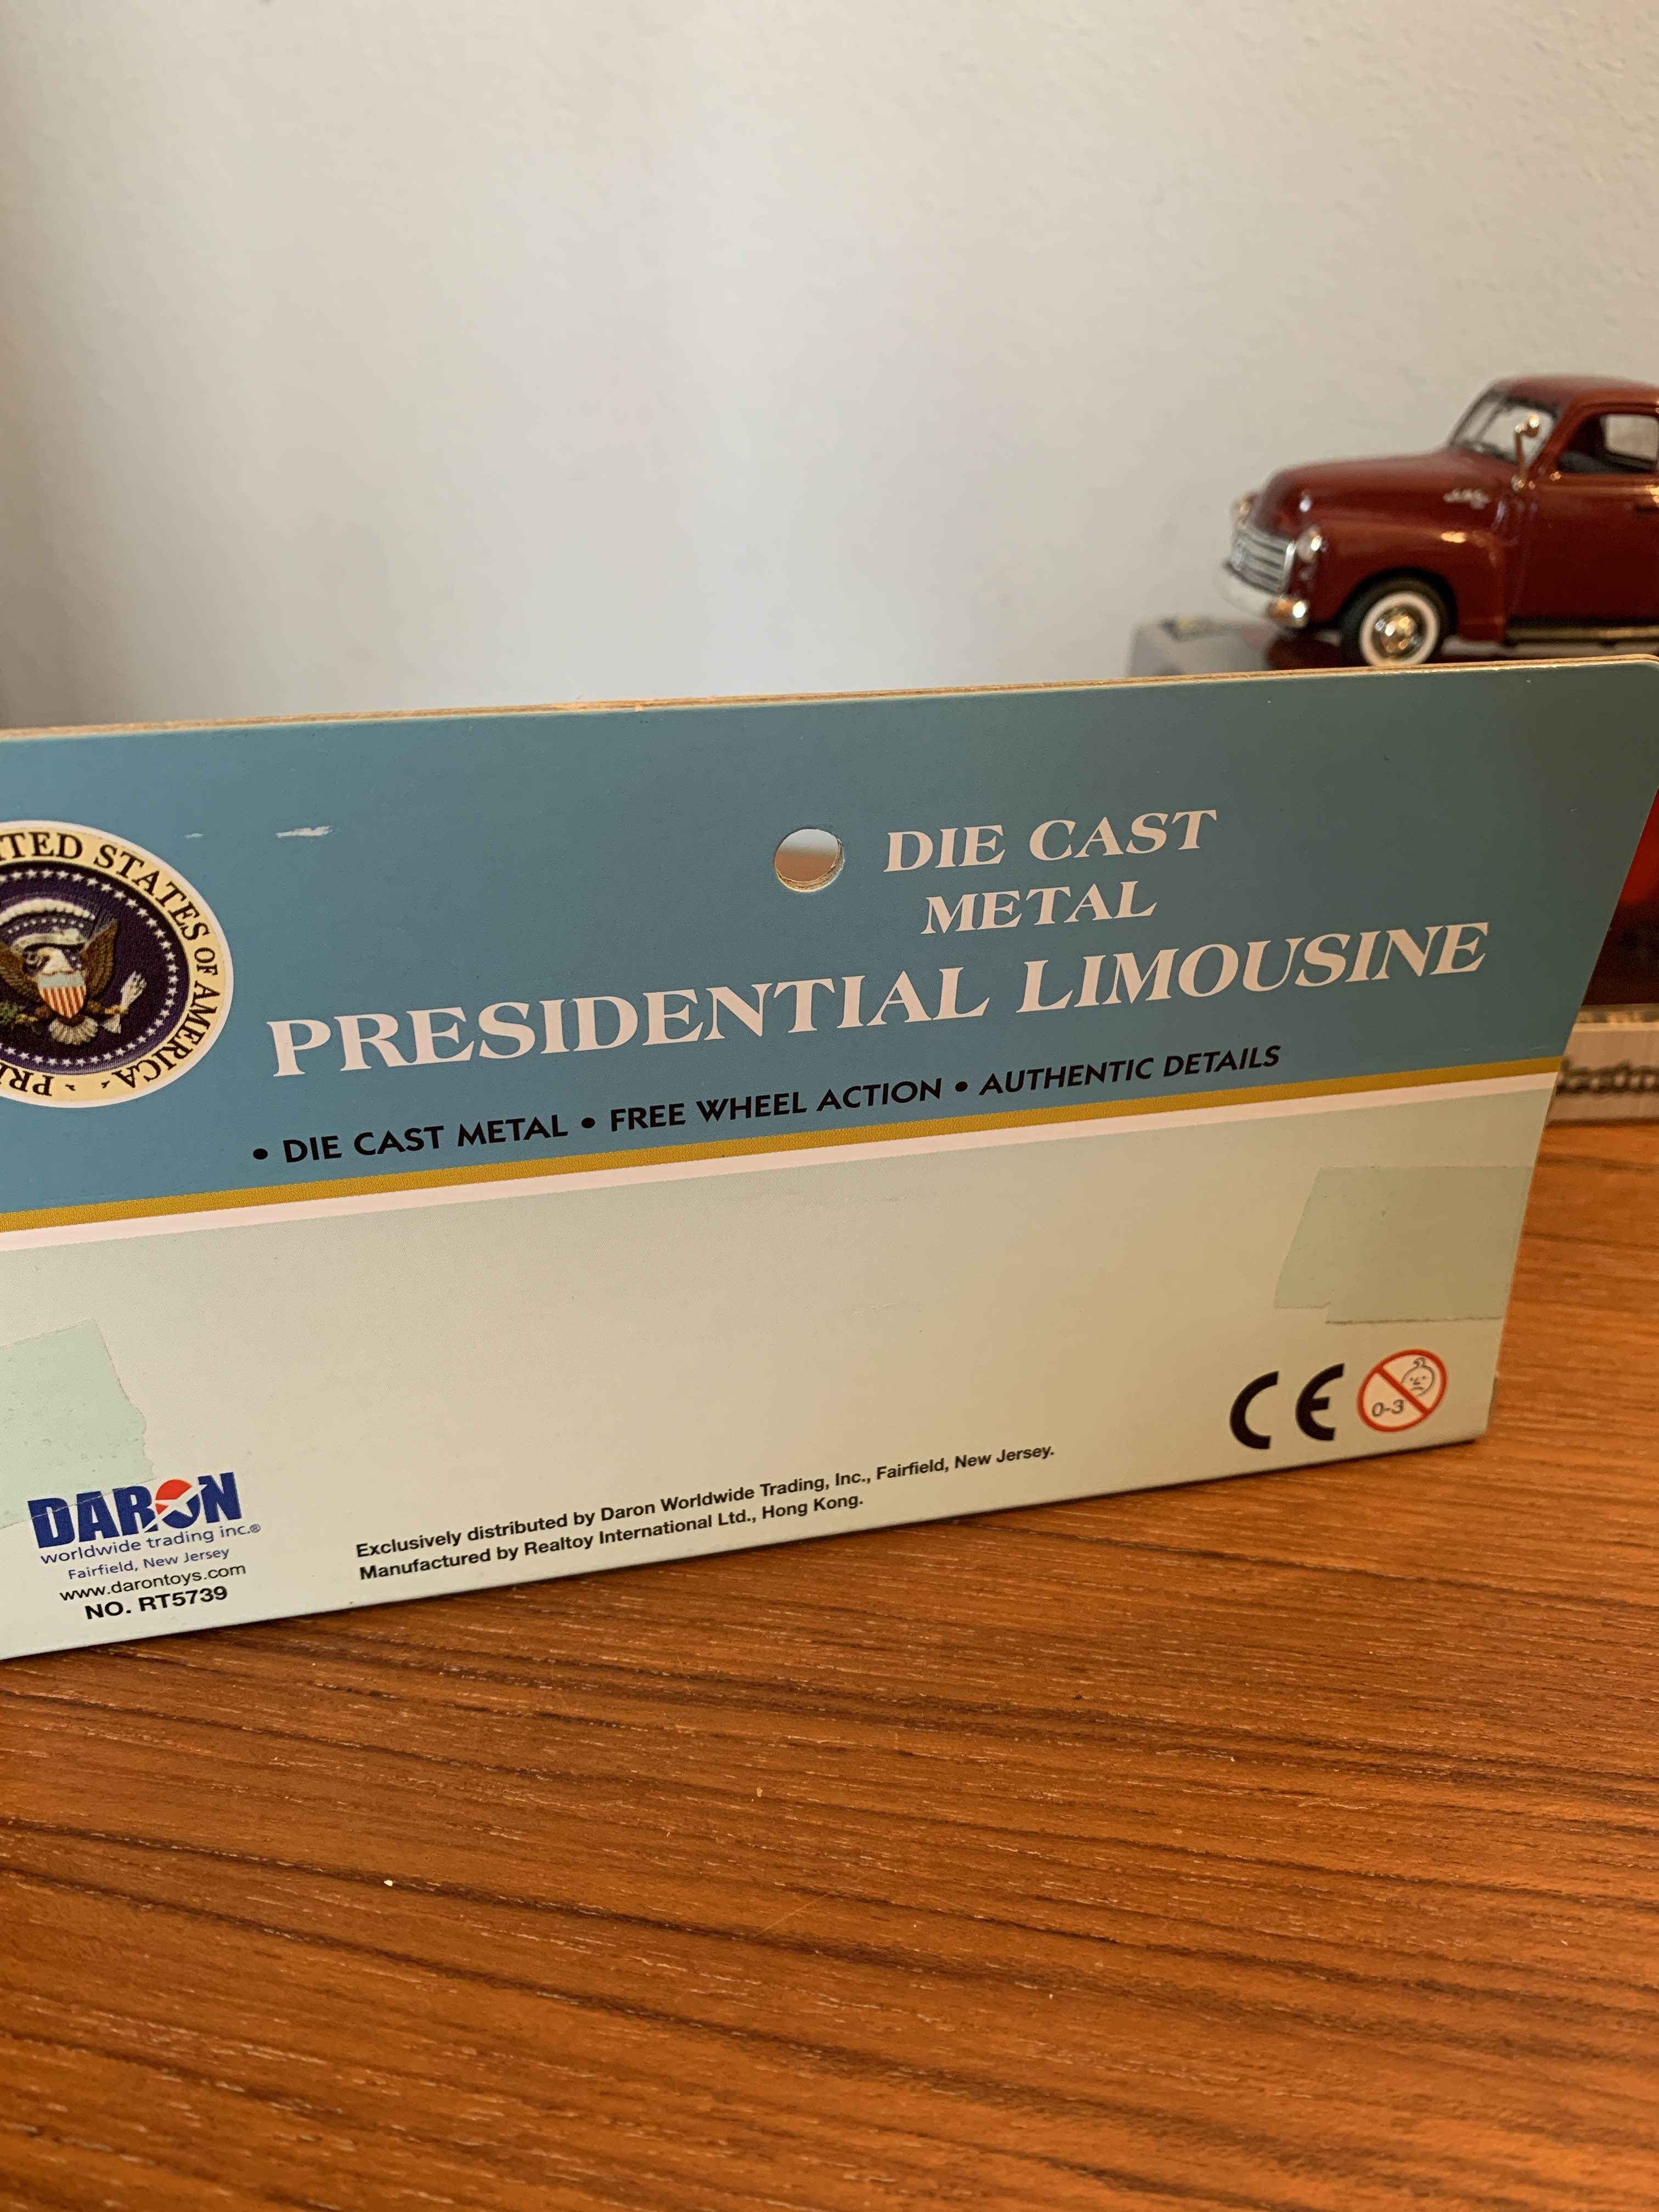 DIE CAST
METAL
PRESIDENTIAL LIMOUSINE
• DIE CAST METAL • FREE WHEEL ACTION • AUTHENTIC DETAILS
STATES OF AMERICA
CE
0-3
DARON
worldwide trading inc.®
Fairfield, New Jersey
www.darontoys.com
NO. RT5739
Exclusively distributed by Daron Worldwide Trading, Inc., Fairfield, New Jersey.
Manufactured by Realtoy International Ltd., Hong Kong.